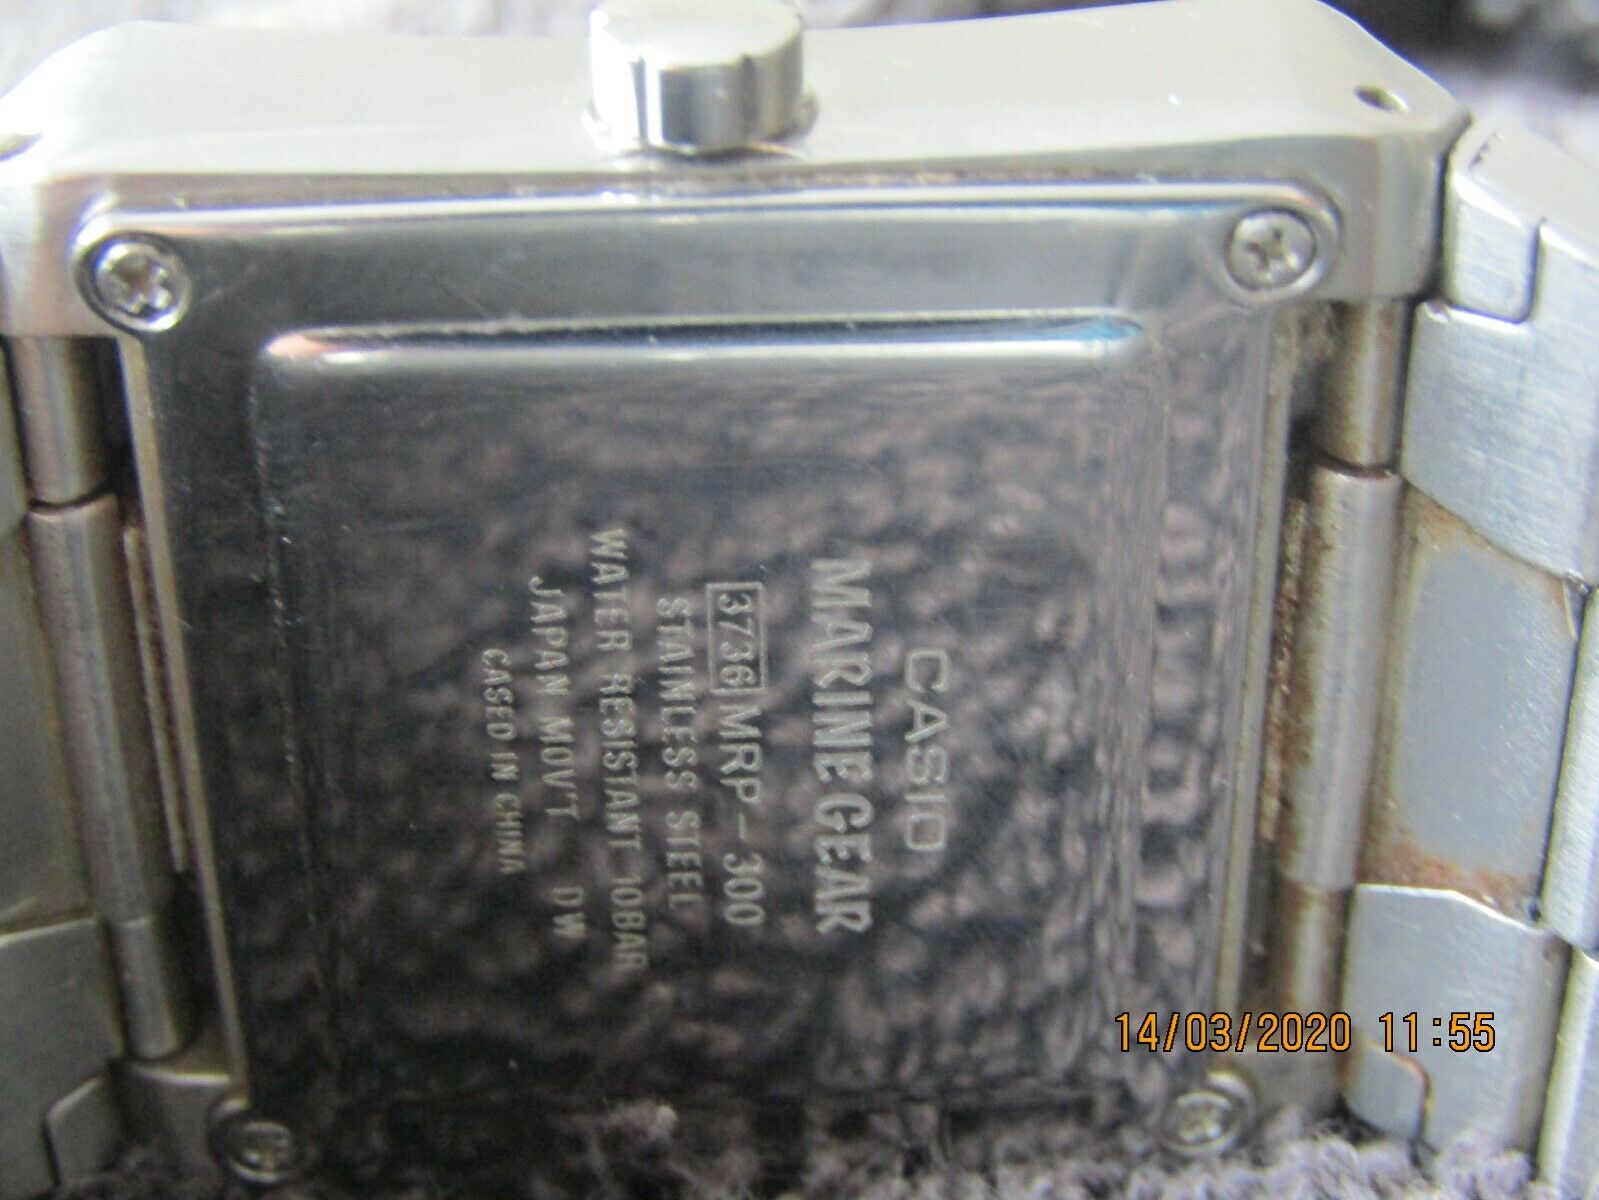 CASIO
MARINE GEAR
3736 MRP-300
STAINLESS STEEL
WATER RESISTANT 10BAR
JAPAN MOV'T DW
CASED IN CHINA
14/03/2020 11:55